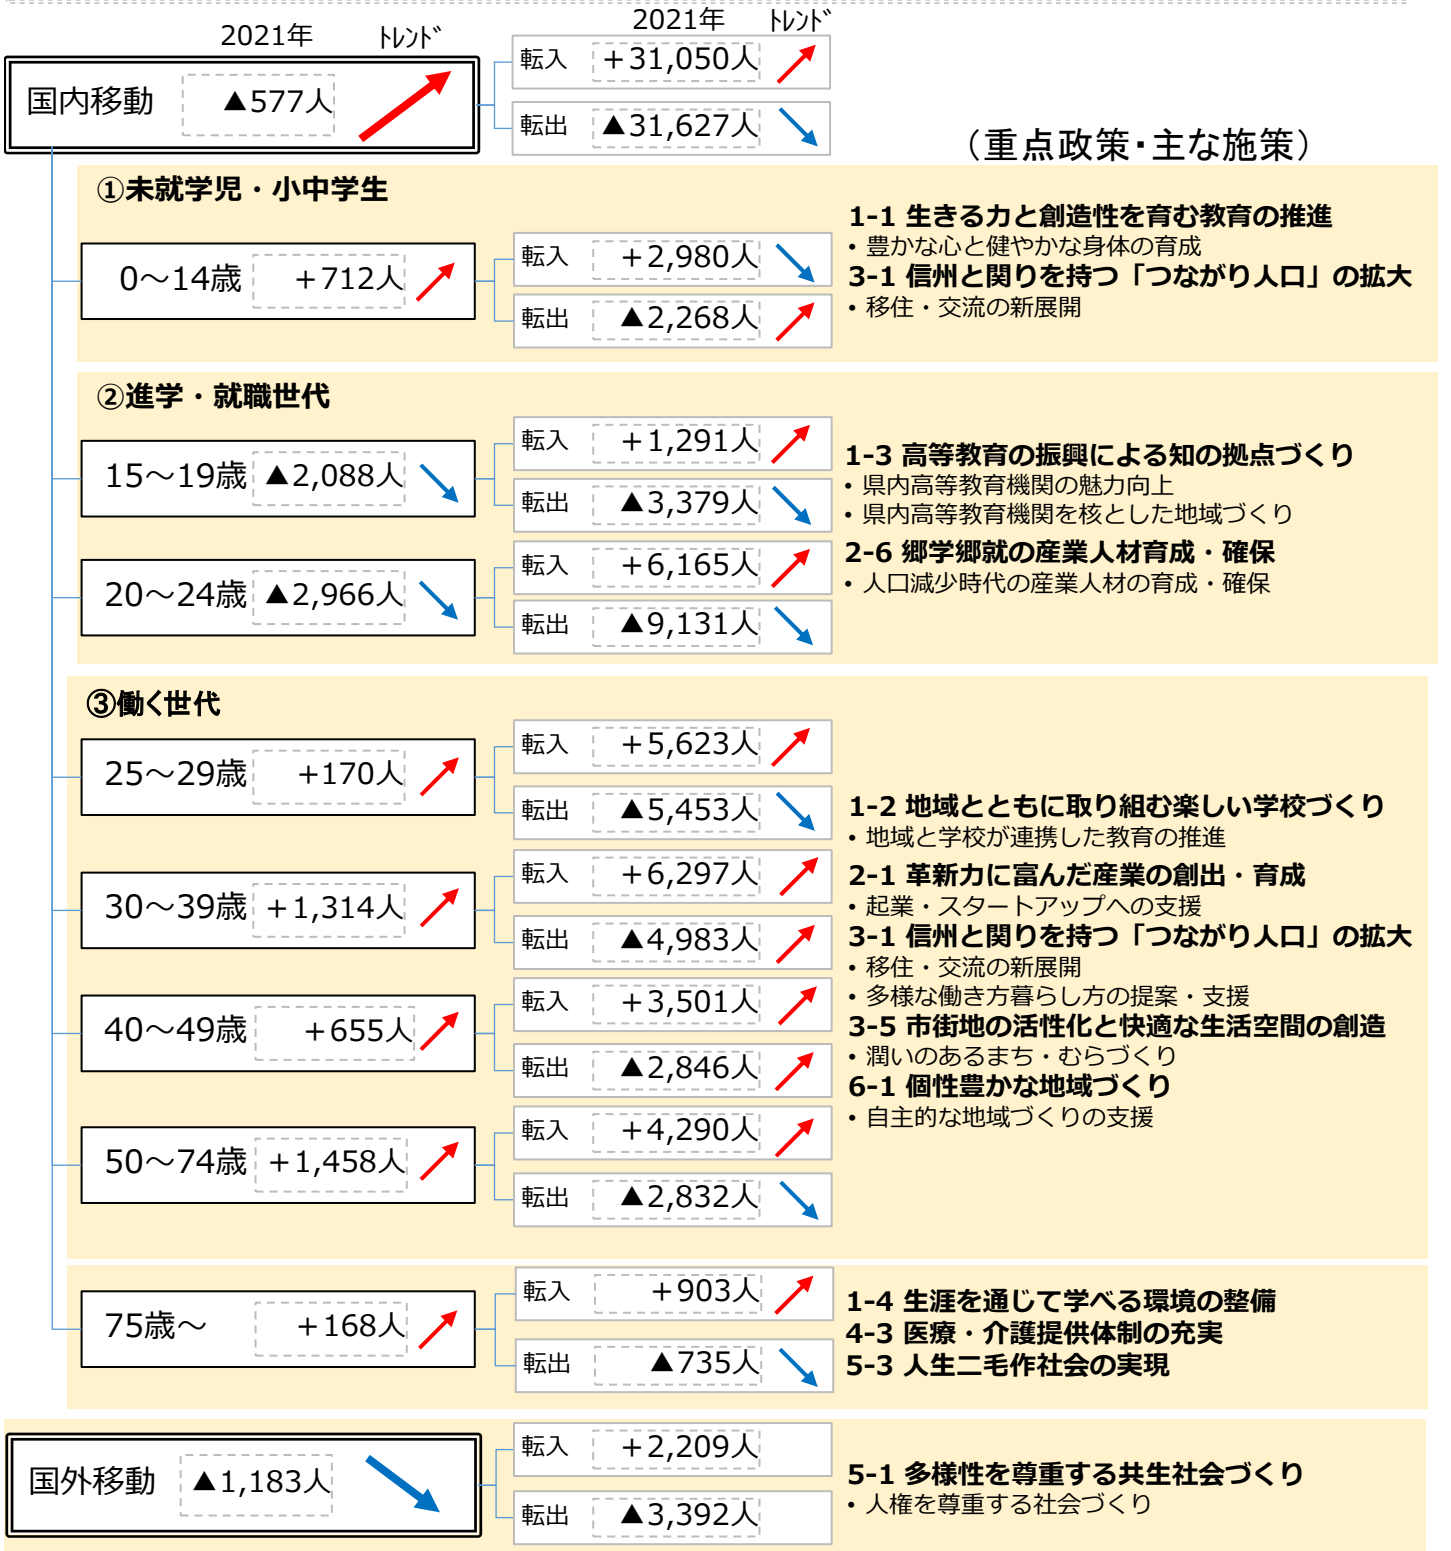 2021年 ﾄﾚﾝﾄﾞ
2021年 ﾄﾚﾝﾄﾞ
国内移動 ▲577人
転入 +31,050人
転出 ▲31,627人
（重点政策・主な施策）
①未就学児・小中学生
0～14歳 +712人
転入 +2,980人
転出 ▲2,268人
1-1 生きる力と創造性を育む教育の推進
・豊かな心と健やかな身体の育成
3-1 信州と関りを持つ「つながり人口」の拡大
・移住・交流の新展開
②進学・就職世代
15～19歳 ▲2,088人
転入 +1,291人
転出 ▲3,379人
20～24歳 ▲2,966人
転入 +6,165人
転出 ▲9,131人
1-3 高等教育の振興による知の拠点づくり
・県内高等教育機関の魅力向上
・県内高等教育機関を核とした地域づくり
2-6 郷学郷就の産業人材育成・確保
・人口減少時代の産業人材の育成・確保
③働く世代
25～29歳 +170人
転入 +5,623人
転出 ▲5,453人
30～39歳 +1,314人
転入 +6,297人
転出 ▲4,983人
40～49歳 +655人
転入 +3,501人
転出 ▲2,846人
50～74歳 +1,458人
転入 +4,290人
転出 ▲2,832人
1-2 地域とともに取り組む楽しい学校づくり
・地域と学校が連携した教育の推進
2-1 革新力に富んだ産業の創出・育成
・起業・スタートアップへの支援
3-1 信州と関りを持つ「つながり人口」の拡大
・移住・交流の新展開
・多様な働き方暮らし方の提案・支援
3-5 市街地の活性化と快適な生活空間の創造
・潤いのあるまち・むらづくり
6-1 個性豊かな地域づくり
・自主的な地域づくりの支援
75歳～ +168人
転入 +903人
転出 ▲735人
1-4 生涯を通じて学べる環境の整備
4-3 医療・介護提供体制の充実
5-3 人生二毛作社会の実現
国外移動 ▲1,183人
転入 +2,209人
転出 ▲3,392人
5-1 多様性を尊重する共生社会づくり
・人権を尊重する社会づくり